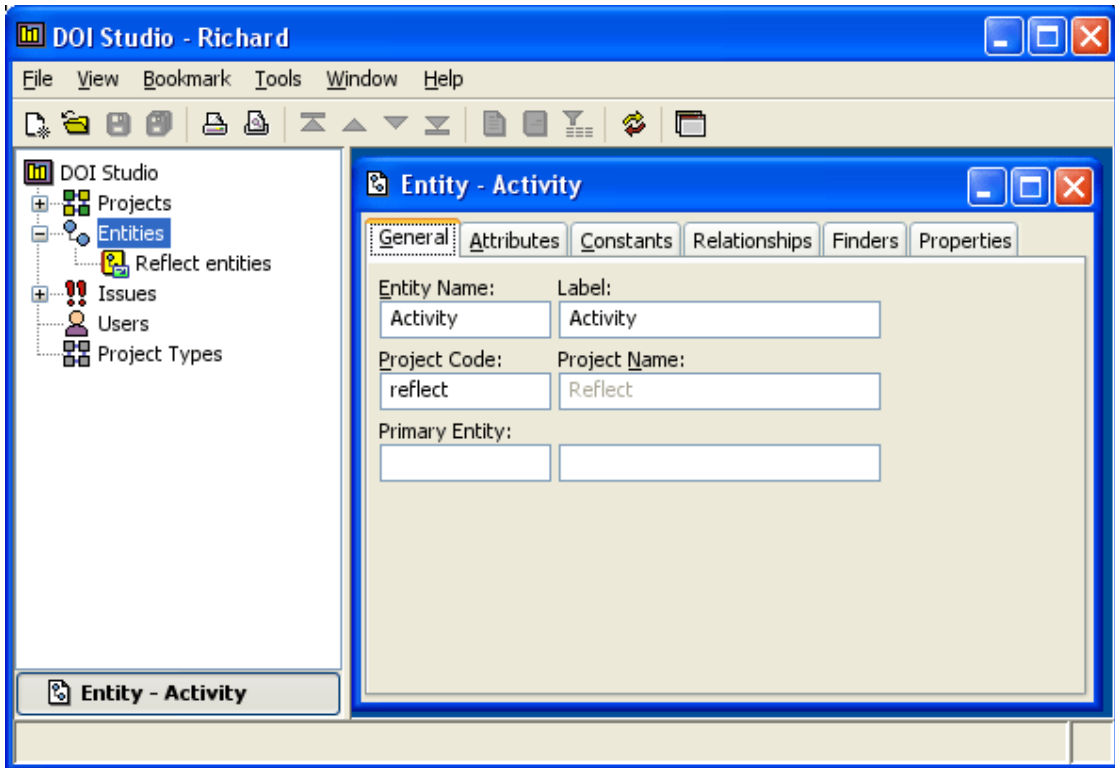 DOI Studio - Richard
File View Bookmark Tools Window Help
DOI Studio
Projects
Entities
Reflect entities
Issues
Users
Project Types
Entity - Activity
Entity - Activity
General Attributes Constants Relationships Finders Properties
Entity Name: Label:
Activity Activity
Project Code: Project Name:
reflect Reflect
Primary Entity: